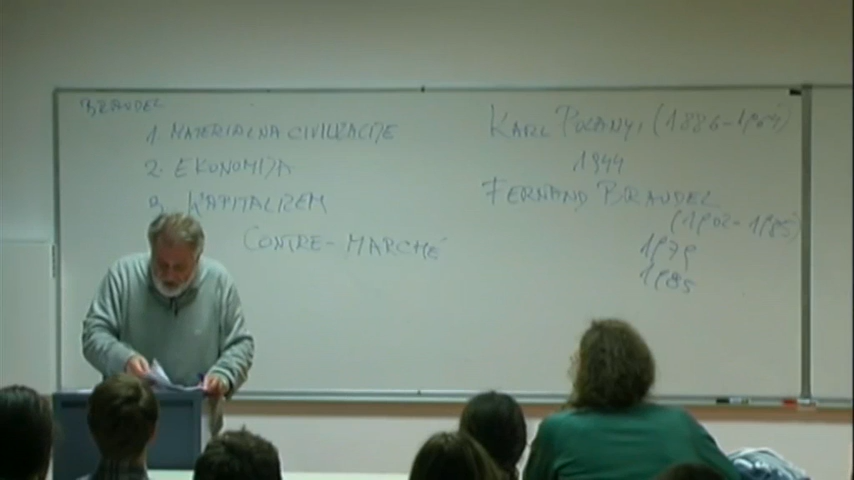 BRAUDEL
1. MATERIALNA CIVILIZACIJE
2. EKONOMIJA
3. KAPITALIZEM
CONTRE-MARCHÉ
KARL POLANYI (1886-1964)
1944
FERNAND BRAUDEL
(1902-1985)
1979
1985